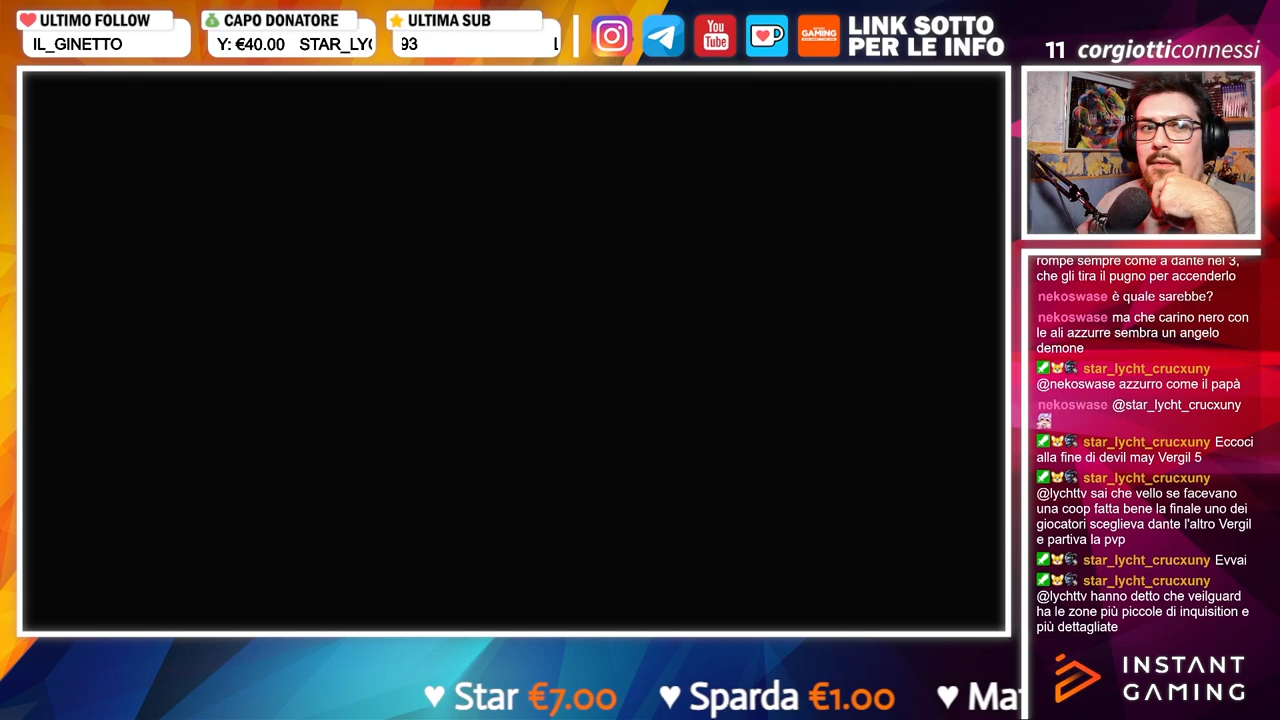 ULTIMO FOLLOW
IL_GINETTO
CAPO DONATORE
Y: €40.00 STAR_LY
ULTIMA SUB
93
You
Tube
GAMING
LINK SOTTO
PER LE INFO
11 corgiotticonnessi
rompe sempre come a dante nel 3,
che gli tira il pugno per accenderlo
nekoswase è quale sarebbe?
nekoswase ma che carino nero con
le ali azzurre sembra un angelo
demone
star_lycht_crucxuny
@nekoswase azzurro come il papà
nekoswase @star_lycht_crucxuny
star_lycht_crucxuny Eccoci
alla fine di devil may Vergil 5
star_lycht_crucxuny
@lychttv sai che vello se facevano
una coop fatta bene la finale uno dei
giocatori sceglieva dante l'altro Vergil
e partiva la pvp
star_lycht_crucxuny Evvai
star_lycht_crucxuny
@lychttv hanno detto che veilguard
ha le zone più piccole di inquisition e
più dettagliate
Star €7.00 Sparda €1.00 Ma
INSTANT
GAMING